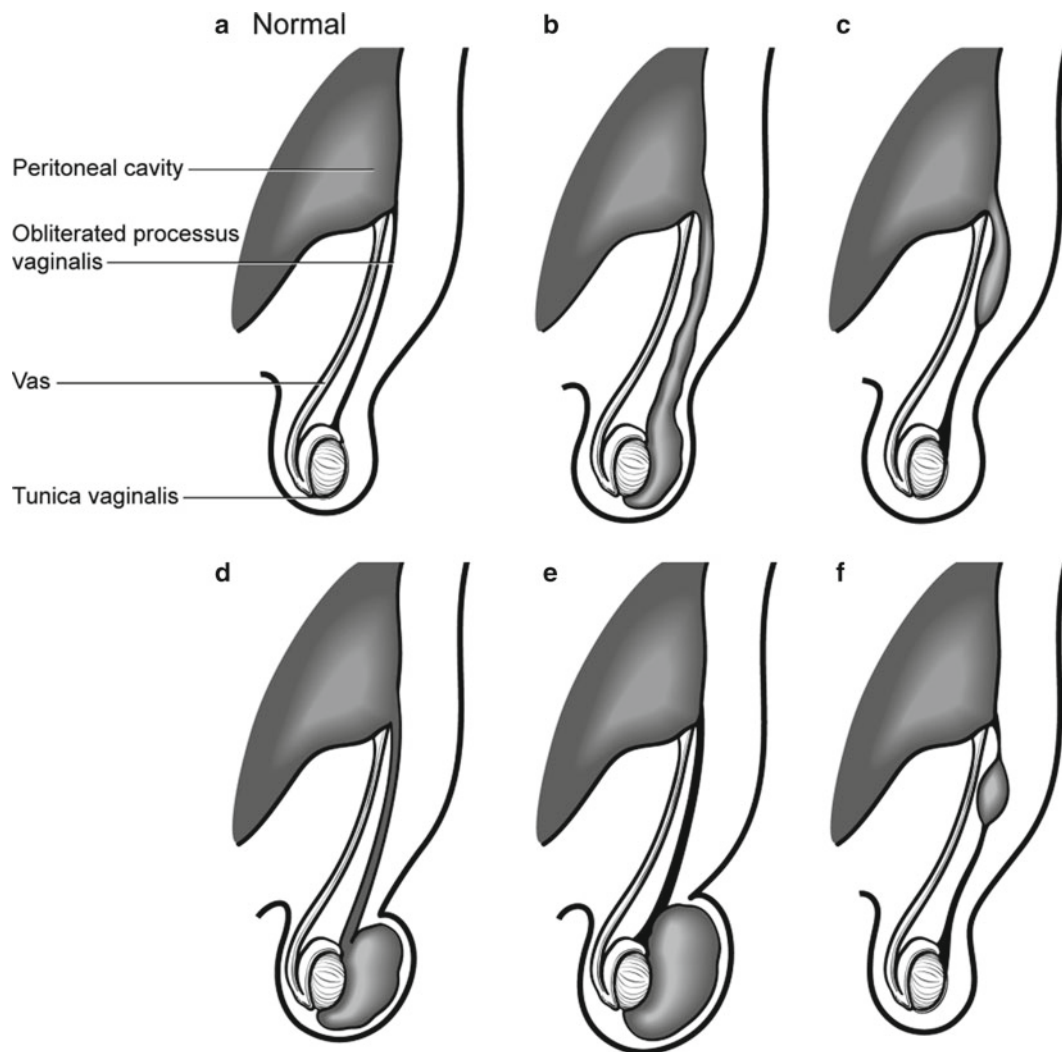 a Normal
b
c
Peritoneal cavity
Obliterated processus
vaginalis
Vas
Tunica vaginalis
d
e
f